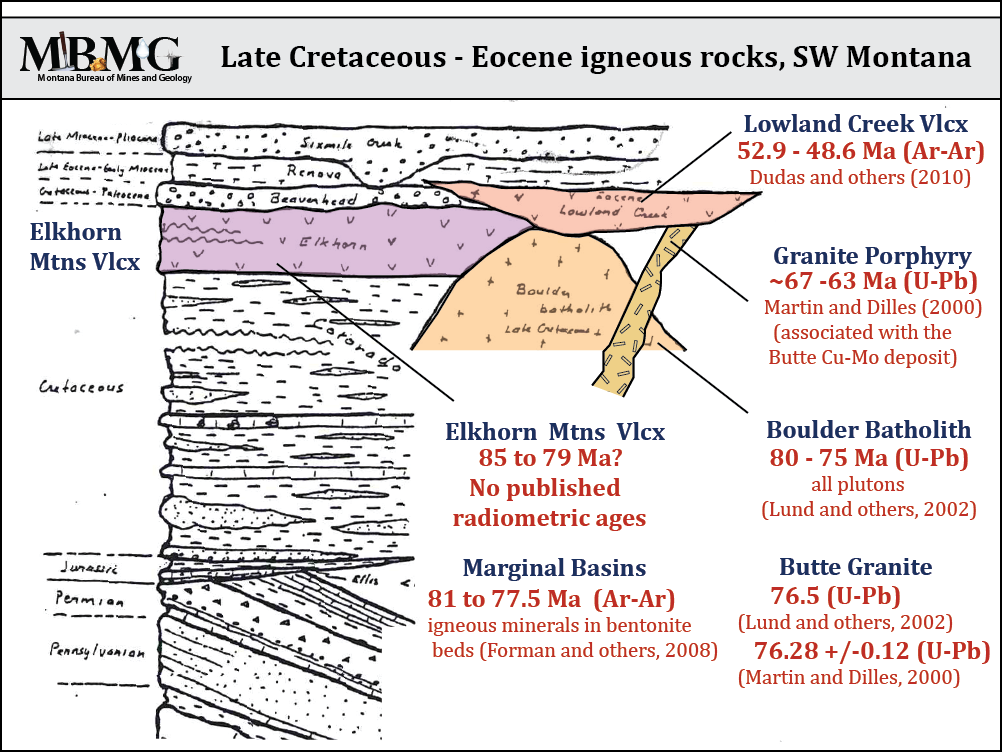 MBMG
Montana Bureau of Mines and Geology
Late Cretaceous - Eocene igneous rocks, SW Montana
Late Miocene-Pliocene
Sixmile Creek
Late Eocene-Early Miocene
Renova
Cretaceous-Paleocene
Beaverhead
Elkhorn
Mtns Vlcx
Elkhorn
Eocene
Lowland Creek
Boulder
batholith
Late Cretaceous
Colorado
Cretaceous
Jurassic
Ellis
Permian
Pennsylvanian
Lowland Creek Vlcx
52.9 - 48.6 Ma (Ar-Ar)
Dudas and others (2010)
Granite Porphyry
~67 -63 Ma (U-Pb)
Martin and Dilles (2000)
(associated with the
Butte Cu-Mo deposit)
Elkhorn Mtns Vlcx
85 to 79 Ma?
No published
radiometric ages
Boulder Batholith
80 - 75 Ma (U-Pb)
all plutons
(Lund and others, 2002)
Marginal Basins
81 to 77.5 Ma (Ar-Ar)
igneous minerals in bentonite
beds (Forman and others, 2008)
Butte Granite
76.5 (U-Pb)
(Lund and others, 2002)
76.28 +/-0.12 (U-Pb)
(Martin and Dilles, 2000)